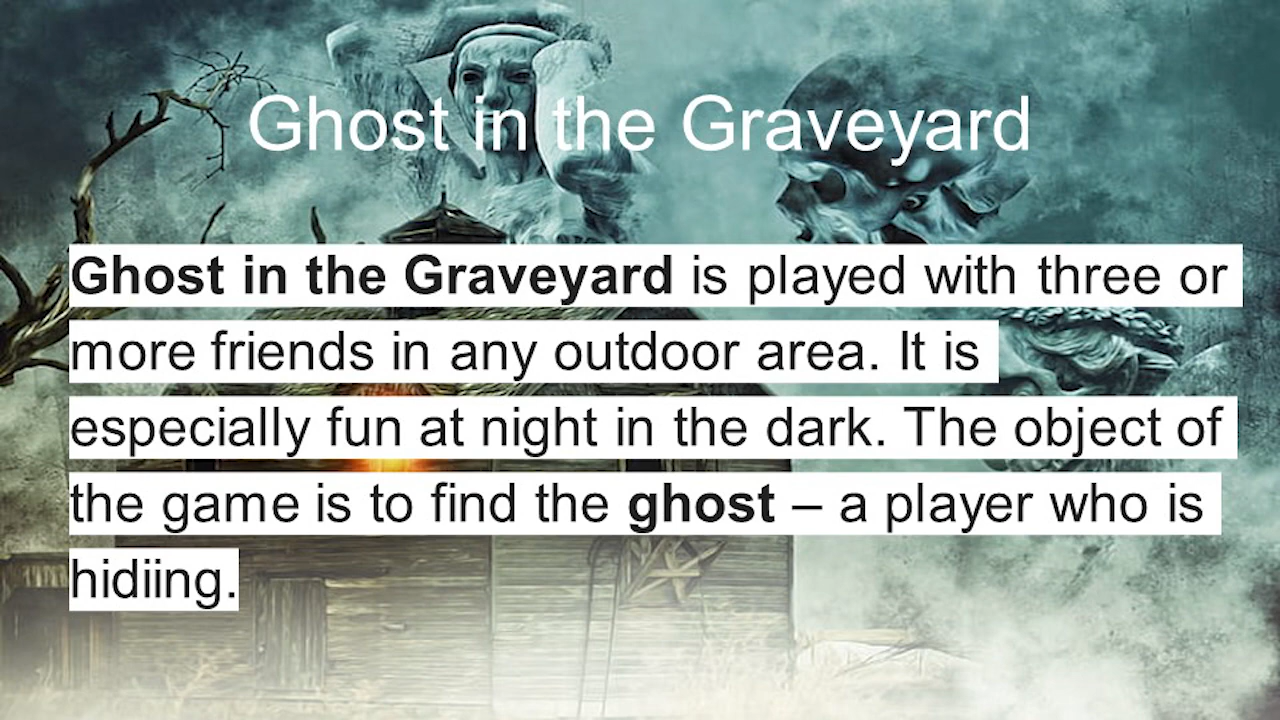 Ghost in the Graveyard
Ghost in the Graveyard is played with three or
more friends in any outdoor area. It is
especially fun at night in the dark. The object of
the game is to find the ghost – a player who is
hidiing.